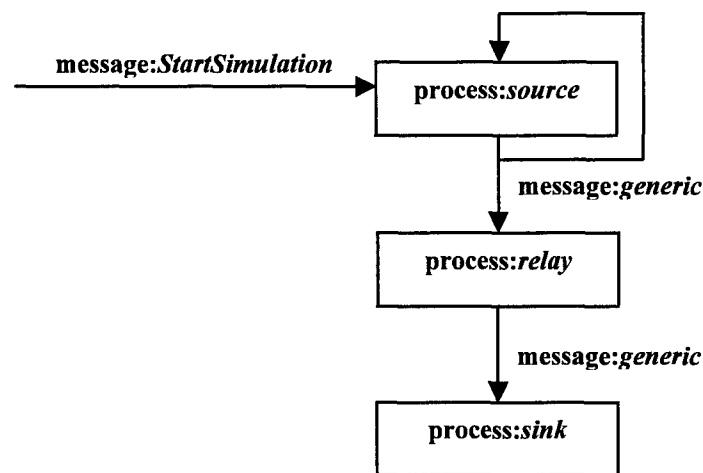 message:StartSimulation
process:source
message:generic
process:relay
message:generic
process:sink